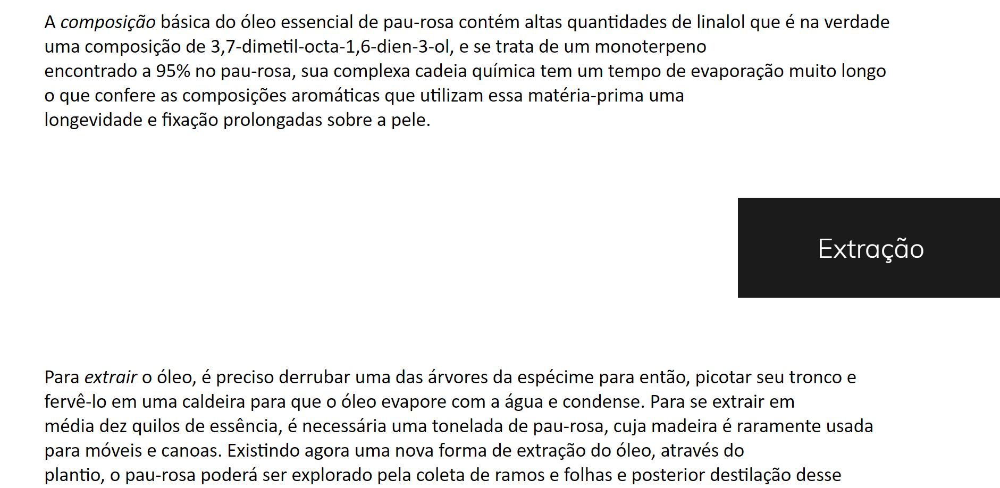 A composição básica do óleo essencial de pau-rosa contém altas quantidades de linalol que é na verdade
uma composição de 3,7-dimetil-octa-1,6-dien-3-ol, e se trata de um monoterpeno
encontrado a 95% no pau-rosa, sua complexa cadeia química tem um tempo de evaporação muito longo
o que confere as composições aromáticas que utilizam essa matéria-prima uma
longevidade e fixação prolongadas sobre a pele.
Extração
Para extrair o óleo, é preciso derrubar uma das árvores da espécime para então, picotar seu tronco e
fervê-lo em uma caldeira para que o óleo evapore com a água e condense. Para se extrair em
média dez quilos de essência, é necessária uma tonelada de pau-rosa, cuja madeira é raramente usada
para móveis e canoas. Existindo agora uma nova forma de extração do óleo, através do
plantio, o pau-rosa poderá ser explorado pela coleta de ramos e folhas e posterior destilação desse